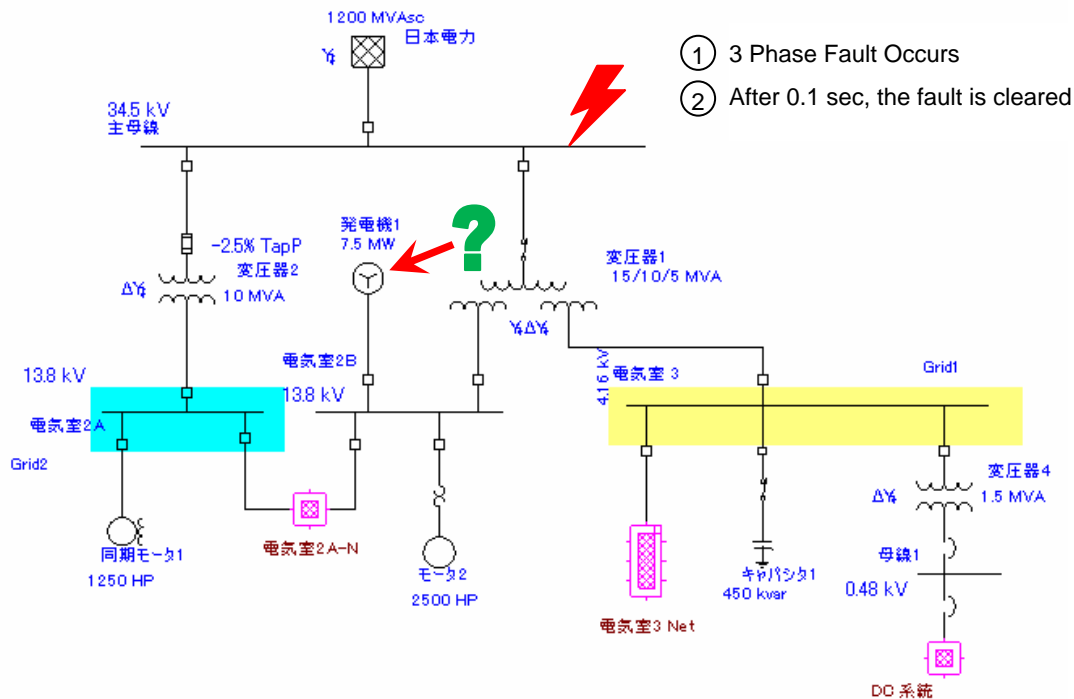 1200 MVAsc
日本電力
① 3 Phase Fault Occurs
② After 0.1 sec, the fault is cleared
34.5 kV
主母線
発電機1
7.5 MW
?
-2.5% TapP
変圧器2
10 MVA
変圧器1
15/10/5 MVA
電気室2B
13.8 kV
13.8 kV
4.16 kV
電気室 3
Grid1
電気室2A
Grid2
変圧器4
1.5 MVA
同期モータ1
1250 HP
電気室2A-N
モータ2
2500 HP
キャパシタ1
450 kvar
母線1
0.48 kV
電気室3 Net
DC 系統